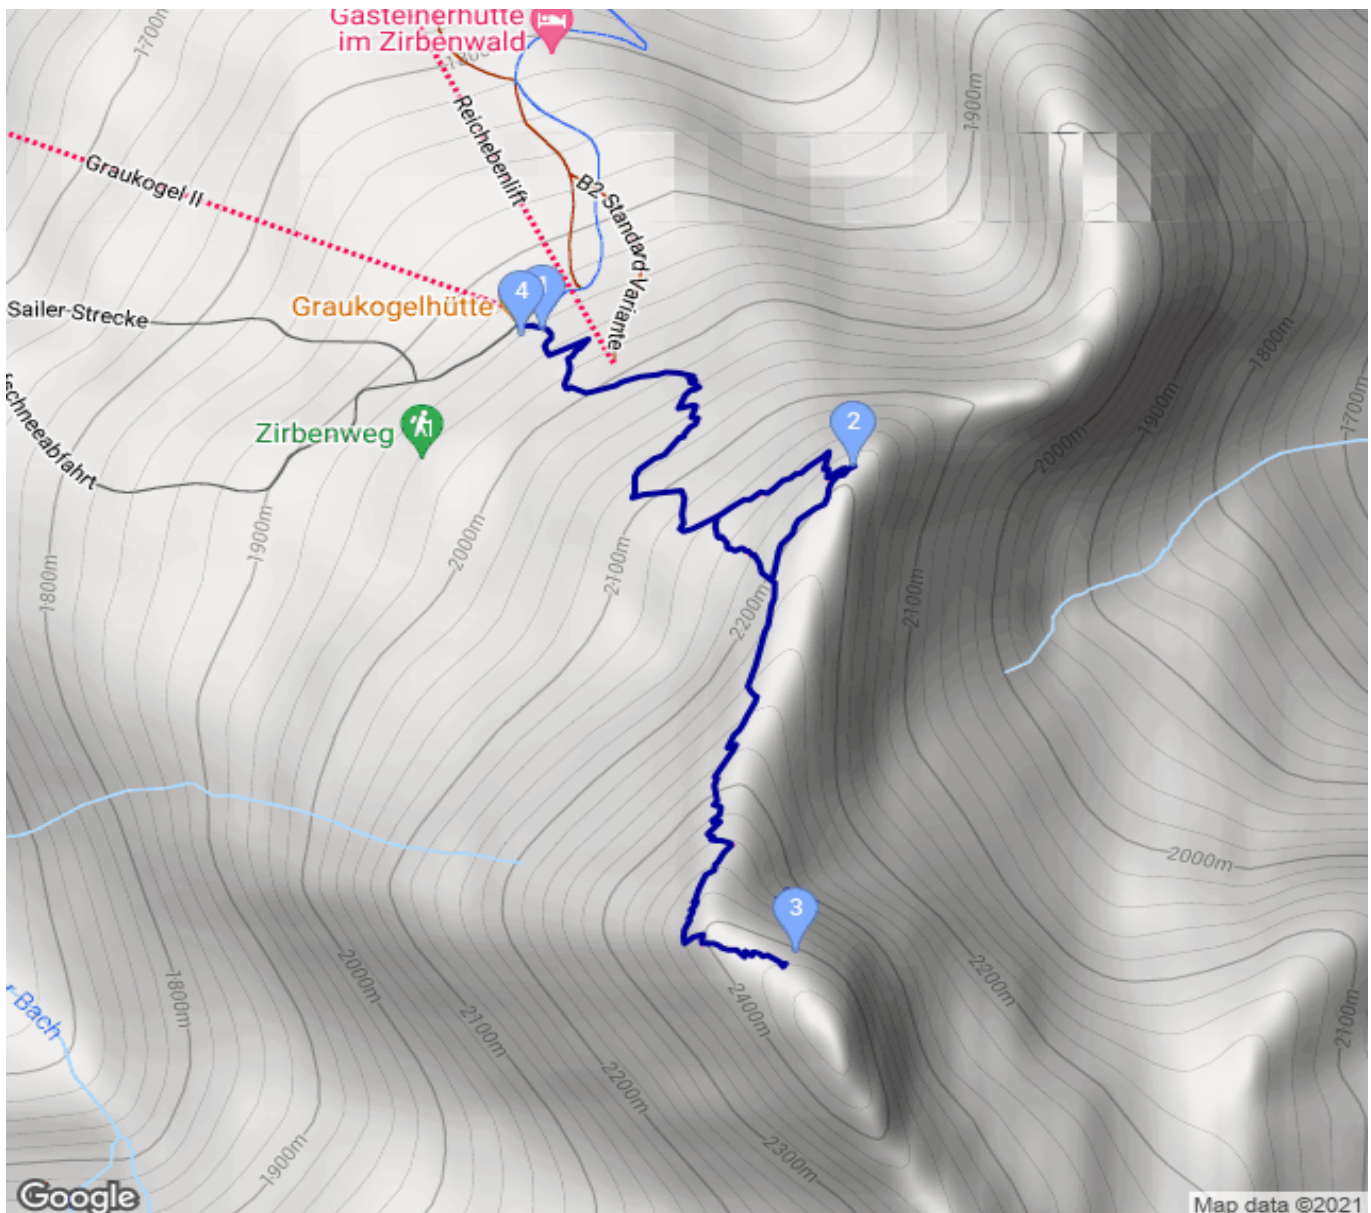 Gasteinerhütte
im Zirbenwald
1700m
1800m
1900m
Reichebenlift
Graukogel II
B2-Standard-Variante
4
1
Graukogelhütte
Sailer-Strecke
1800m
2
1900m
1700m
Zirbenweg
2000m
schneeabfahrt
1900m
2000m
1800m
2100m
2200m
2100m
2000m
3
2000m
1800m
2100m
2400m
2200m
2100m
Bach
2200m
1900m
2300m
Google
Map data ©2021